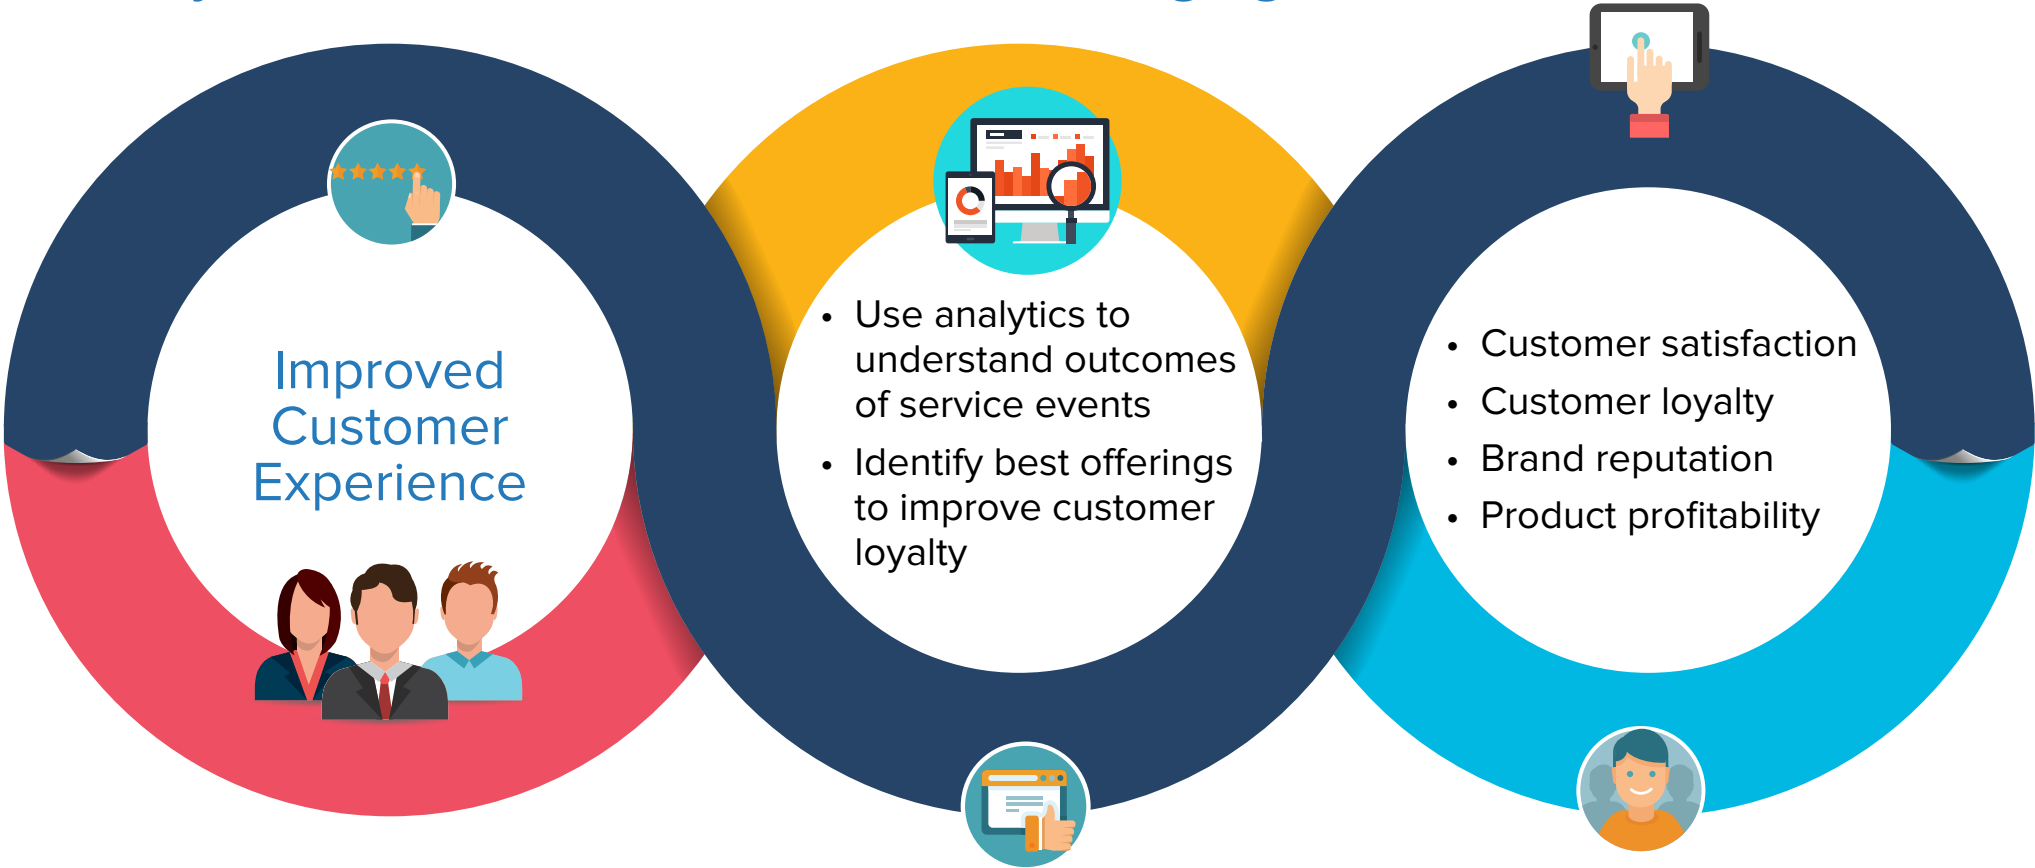 Improved
Customer
Experience
• Use analytics to
understand outcomes
of service events
• Identify best offerings
to improve customer
loyalty
• Customer satisfaction
• Customer loyalty
• Brand reputation
• Product profitability